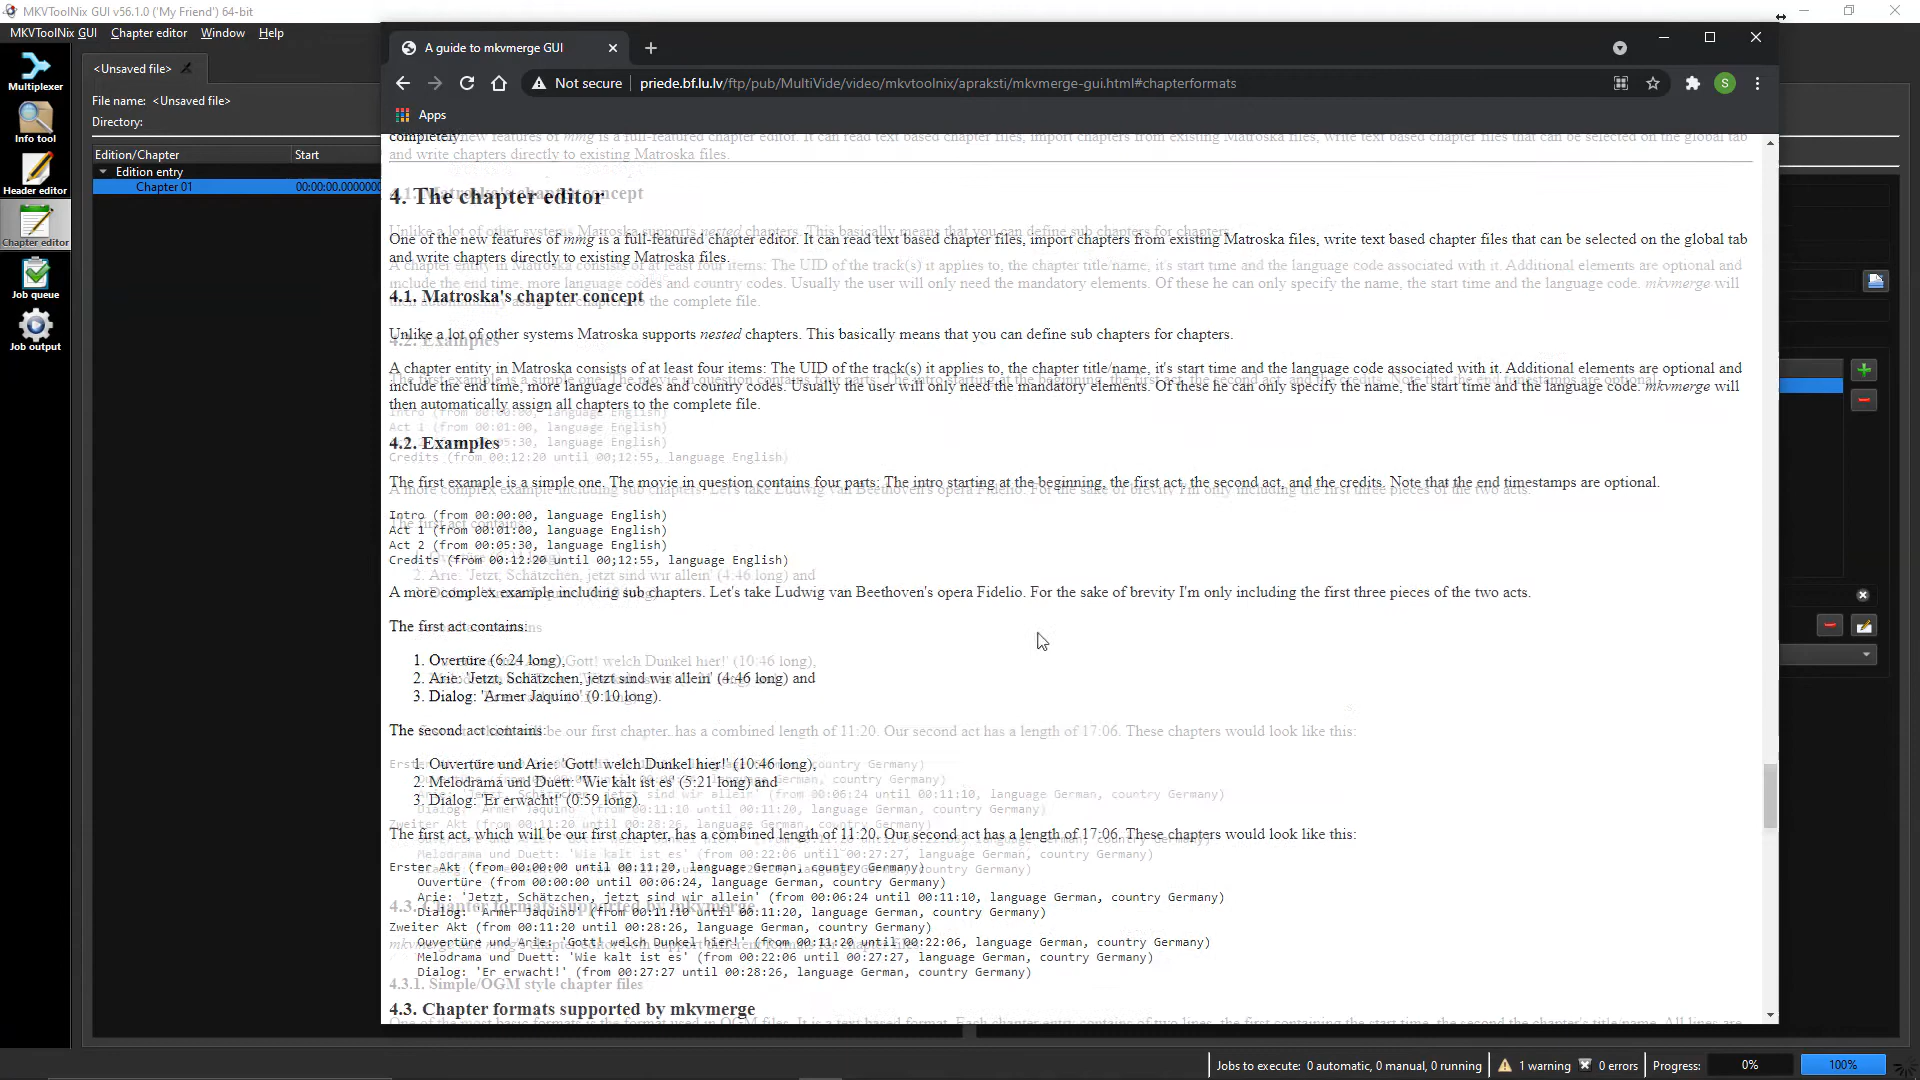 MKVToolNix GUI v56.1.0 ('My Friend') 64-bit
MKVToolNix GUI Chapter editor Window Help
Multiplexer
Info tool
Header editor
Chapter editor
Job queue
Job output
<Unsaved file>
File name: <Unsaved file>
Directory:
Edition/Chapter Start
Edition entry
Chapter 01 00:00:00.0000000
A guide to mkvmerge GUI
Not secure priede.bf.lu.lv/ftp/pub/MultiVide/video/mkvtoolnix/apraksti/mkvmerge-gui.html#chapterformats
S
Apps
completely.
4. The chapter editor
One of the new features of mmg is a full-featured chapter editor. It can read text based chapter files, import chapters from existing Matroska files, write text based chapter files that can be selected on the global tab
and write chapters directly to existing Matroska files.
4.1. Matroska's chapter concept
Unlike a lot of other systems Matroska supports nested chapters. This basically means that you can define sub chapters for chapters.
A chapter entity in Matroska consists of at least four items: The UID of the track(s) it applies to, the chapter title/name, it's start time and the language code associated with it. Additional elements are optional and
include the end time, more language codes and country codes. Usually the user will only need the mandatory elements. Of these he can only specify the name, the start time and the language code. mkvmerge will
then automatically assign all chapters to the complete file.
4.2. Examples
The first example is a simple one. The movie in question contains four parts: The intro starting at the beginning, the first act, the second act, and the credits. Note that the end timestamps are optional.
Intro (from 00:00:00, language English)
Act 1 (from 00:01:00, language English)
Act 2 (from 00:05:30, language English)
Credits (from 00:12:20 until 00;12:55, language English)
A more complex example including sub chapters. Let's take Ludwig van Beethoven's opera Fidelio. For the sake of brevity I'm only including the first three pieces of the two acts.
The first act contains:
1. Overtüre (6:24 long),
2. Arie: 'Jetzt, Schätzchen, jetzt sind wir allein' (4:46 long) and
3. Dialog: 'Armer Jaquino' (0:10 long).
The second act contains:
1. Ouvertüre und Arie: 'Gott! welch Dunkel hier!' (10:46 long),
2. Melodrama und Duett: 'Wie kalt ist es' (5:21 long) and
3. Dialog: 'Er erwacht!' (0:59 long).
The first act, which will be our first chapter, has a combined length of 11:20. Our second act has a length of 17:06. These chapters would look like this:
Erster Akt (from 00:00:00 until 00:11:20, language German, country Germany)
Ouvertüre (from 00:00:00 until 00:06:24, language German, country Germany)
Arie: 'Jetzt, Schätzchen, jetzt sind wir allein' (from 00:06:24 until 00:11:10, language German, country Germany)
Dialog: 'Armer Jaquino' (from 00:11:10 until 00:11:20, language German, country Germany)
Zweiter Akt (from 00:11:20 until 00:28:26, language German, country Germany)
Ouvertüre und Arie: 'Gott! welch Dunkel hier!' (from 00:11:20 until 00:22:06, language German, country Germany)
Melodrama und Duett: 'Wie kalt ist es' (from 00:22:06 until 00:27:27, language German, country Germany)
Dialog: 'Er erwacht!' (from 00:27:27 until 00:28:26, language German, country Germany)
4.3. Chapter formats supported by mkvmerge
4.3.1. Simple/OGM style chapter files
Jobs to execute: 0 automatic, 0 manual, 0 running 1 warning 0 errors Progress: 0% 100%